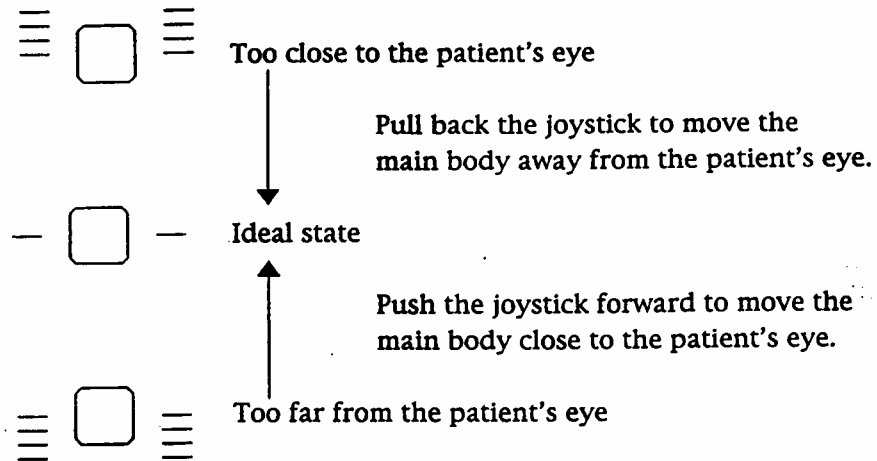 Too close to the patient's eye
Pull back the joystick to move the
main body away from the patient's eye.
Ideal state
Push the joystick forward to move the
main body close to the patient's eye.
Too far from the patient's eye